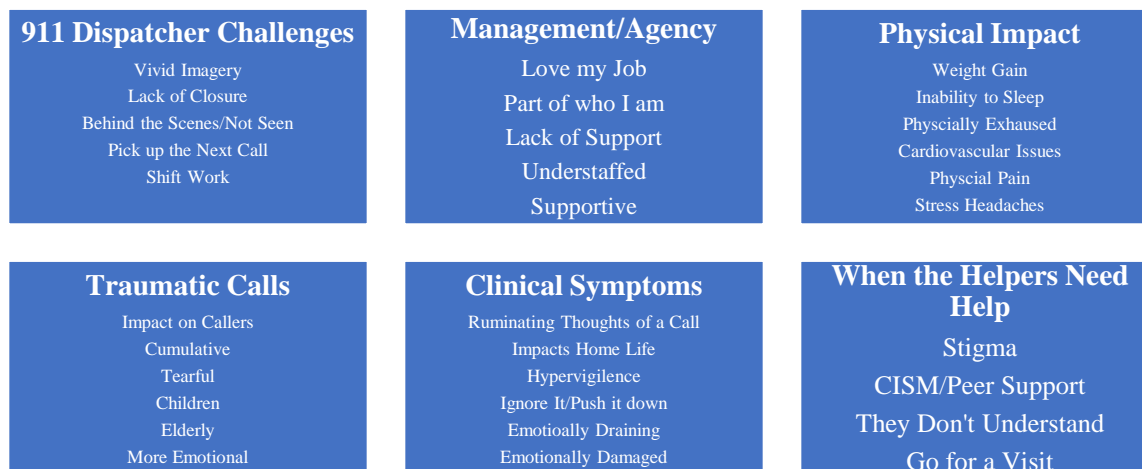 911 Dispatcher Challenges
Vivid Imagery
Lack of Closure
Behind the Scenes/Not Seen
Pick up the Next Call
Shift Work
Management/Agency
Love my Job
Part of who I am
Lack of Support
Understaffed
Supportive
Physical Impact
Weight Gain
Inability to Sleep
Physcially Exhaused
Cardiovascular Issues
Physcial Pain
Stress Headaches
Traumatic Calls
Impact on Callers
Cumulative
Tearful
Children
Elderly
More Emotional
Clinical Symptoms
Ruminating Thoughts of a Call
Impacts Home Life
Hypervigilence
Ignore It/Push it down
Emotioally Draining
Emotionally Damaged
When the Helpers Need
Help
Stigma
CISM/Peer Support
They Don't Understand
Go for a Visit